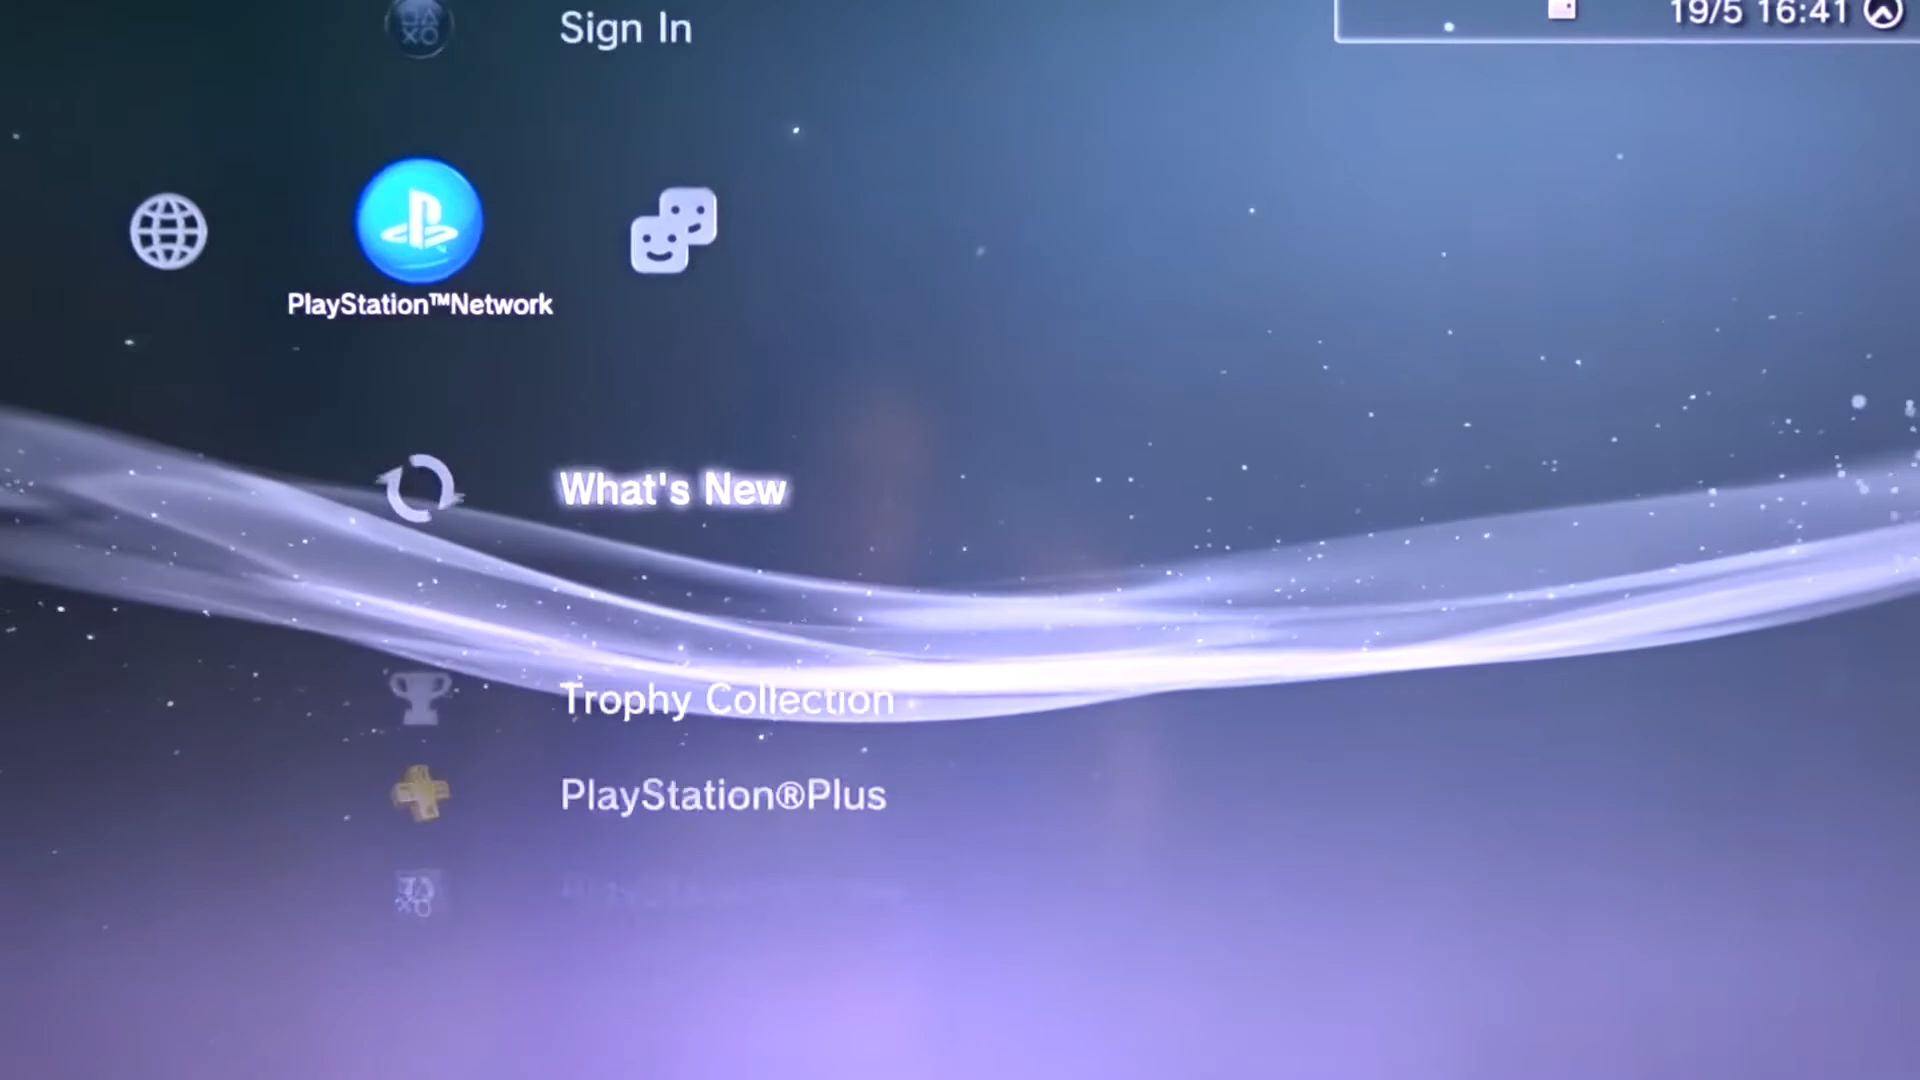 Sign In
19/5 16:41
PlayStation™Network
What's New
Trophy Collection
PlayStation®Plus